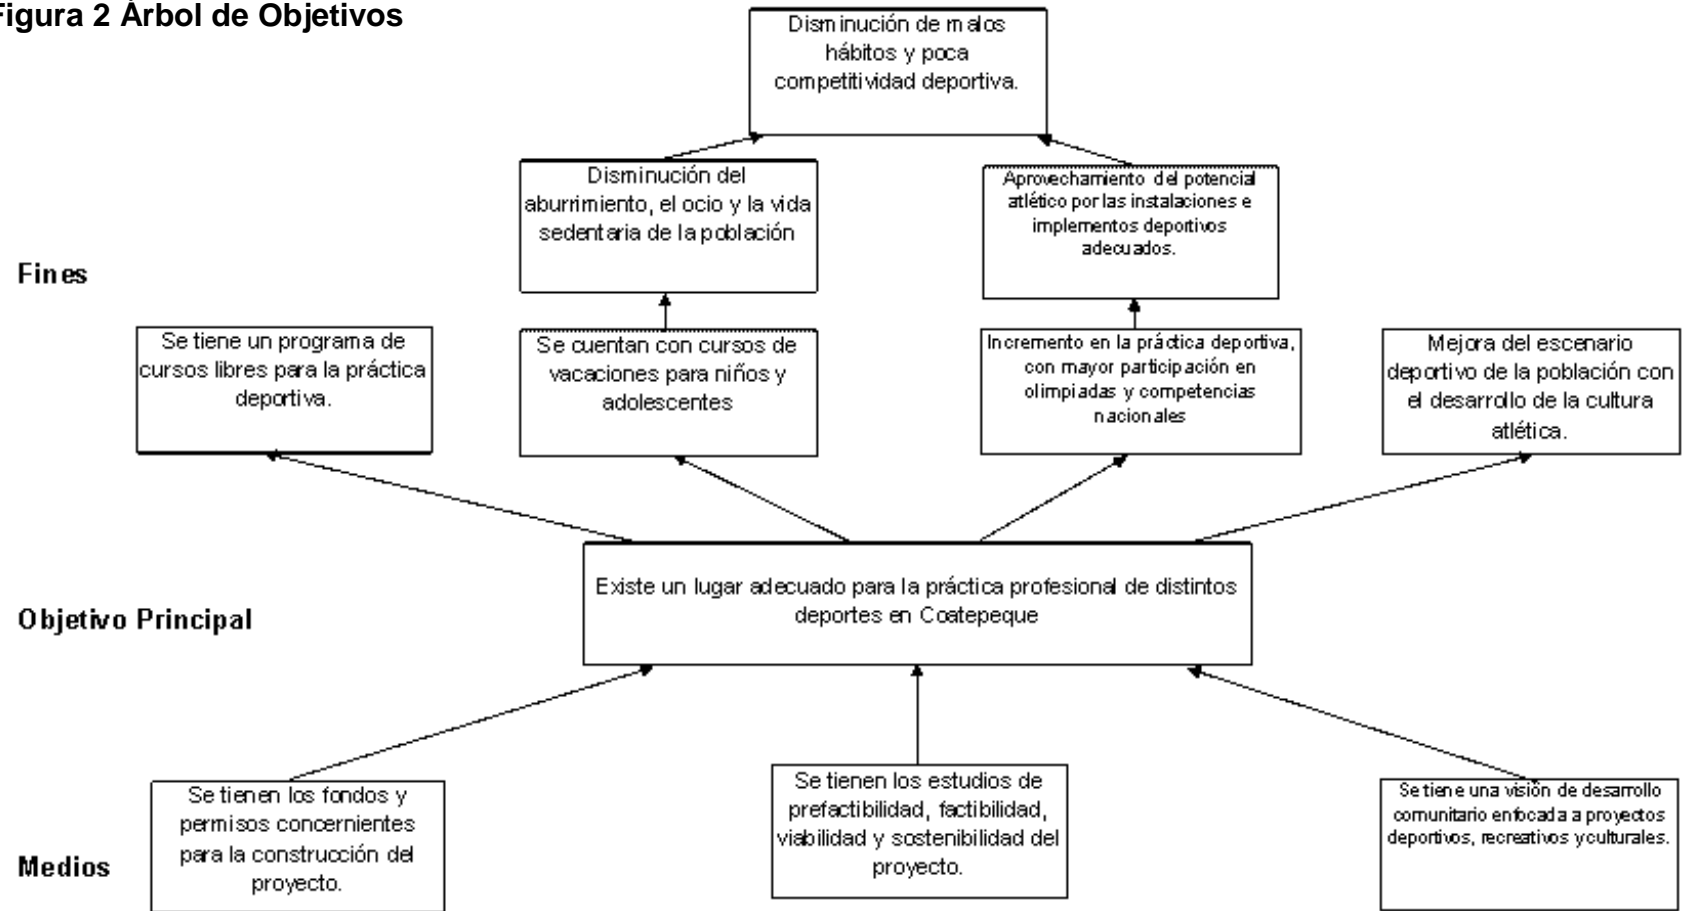 Figura 2 Árbol de Objetivos
Disminución de malos
hábitos y poca
competitividad deportiva.
Disminución del
aburrimiento, el ocio y la vida
sedentaria de la población
Aprovechamiento del potencial
atlético por las instalaciones e
implementos deportivos
adecuados.
Fines
Se tiene un programa de
cursos libres para la práctica
deportiva.
Se cuentan con cursos de
vacaciones para niños y
adolescentes
Incremento en la práctica deportiva,
con mayor participación en
olimpiadas y competencias
nacionales
Mejora del escenario
deportivo de la población con
el desarrollo de la cultura
atlética.
Existe un lugar adecuado para la práctica profesional de distintos
deportes en Coatepeque
Objetivo Principal
Se tienen los fondos y
permisos concernientes
para la construcción del
proyecto.
Se tienen los estudios de
prefactibilidad, factibilidad,
viabilidad y sostenibilidad del
proyecto.
Se tiene una visión de desarrollo
comunitario enfocada a proyectos
deportivos, recreativos y culturales.
Medios